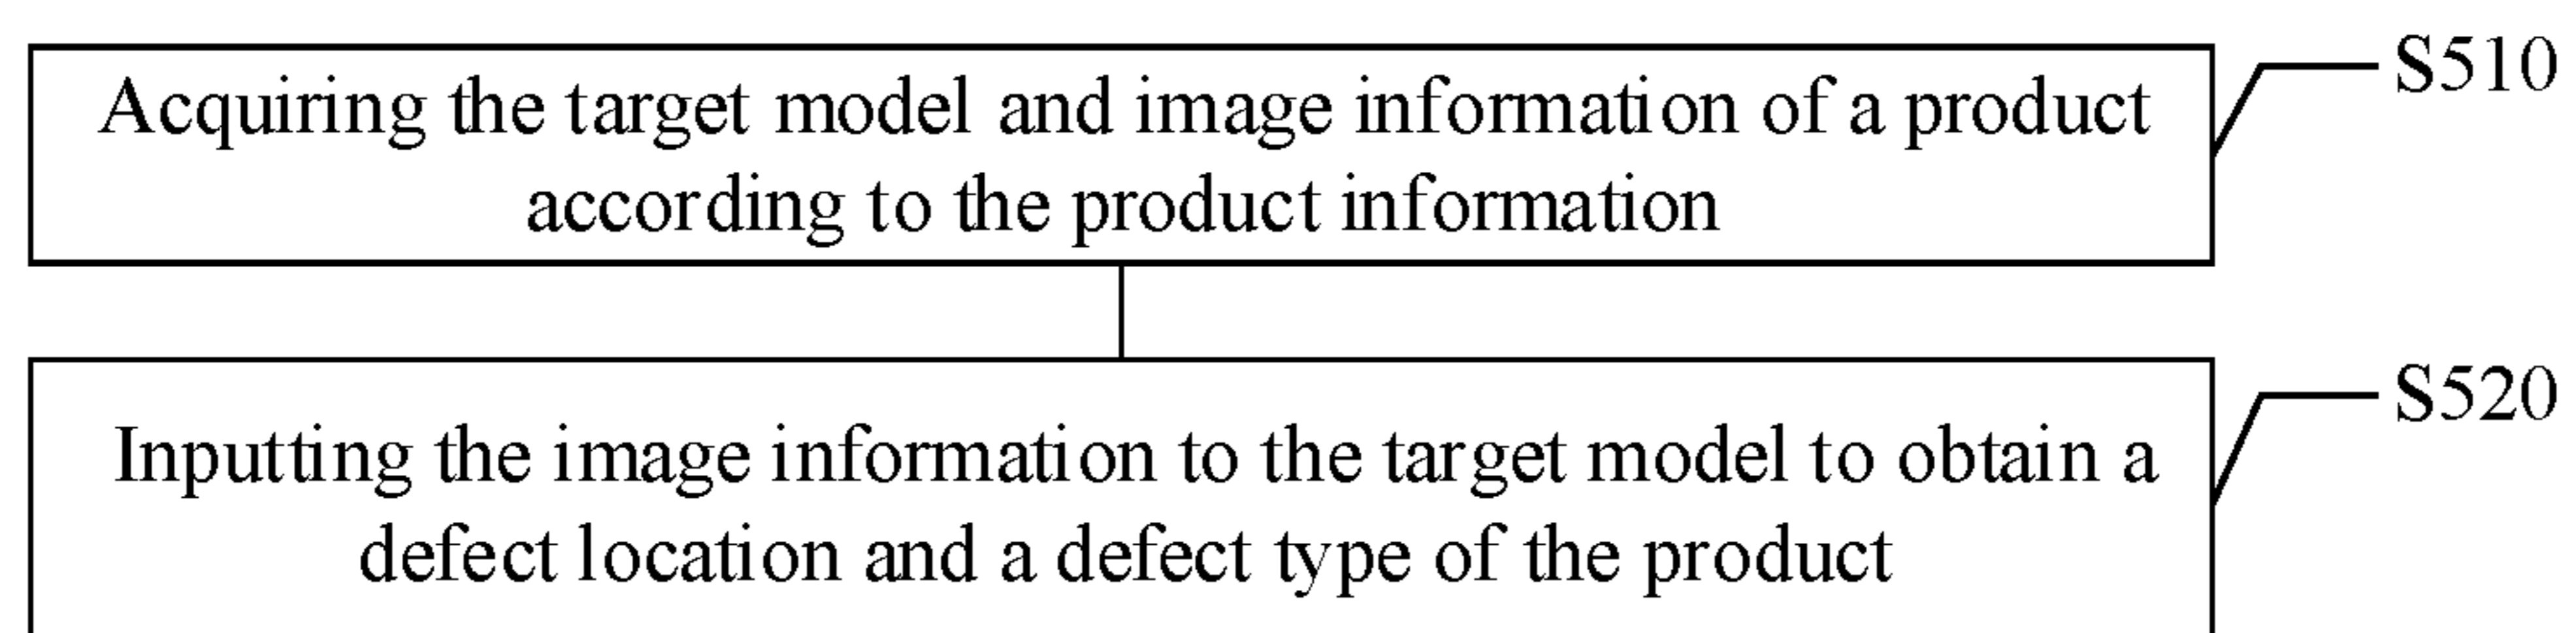 Acquiring the target model and image information of a product
according to the product information
S510
Inputting the image information to the target model to obtain a
defect location and a defect type of the product
S520